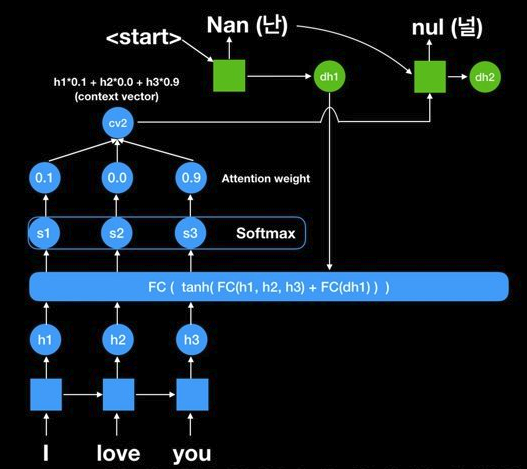 <start>
Nan (난)
nul (널)
dh1
dh2
h1*0.1 + h2*0.0 + h3*0.9
(context vector)
cv2
0.1 0.0 0.9 Attention weight
s1 s2 s3 Softmax
FC ( tanh( FC(h1, h2, h3) + FC(dh1) ) )
h1 h2 h3
I love you